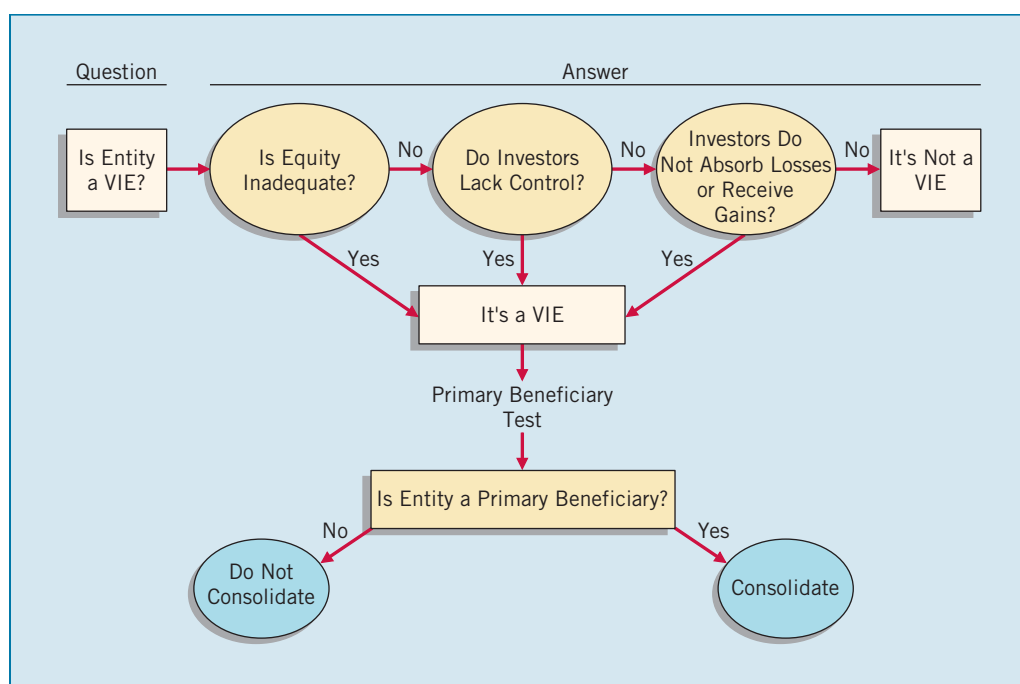 Question
Answer
Is Entity
a VIE?
Is Equity
Inadequate?
No
Do Investors
Lack Control?
No
Investors Do
Not Absorb Losses
or Receive
Gains?
No
It's Not a
VIE
Yes
Yes
Yes
It's a VIE
Primary Beneficiary
Test
Is Entity a Primary Beneficiary?
No
Yes
Do Not
Consolidate
Consolidate